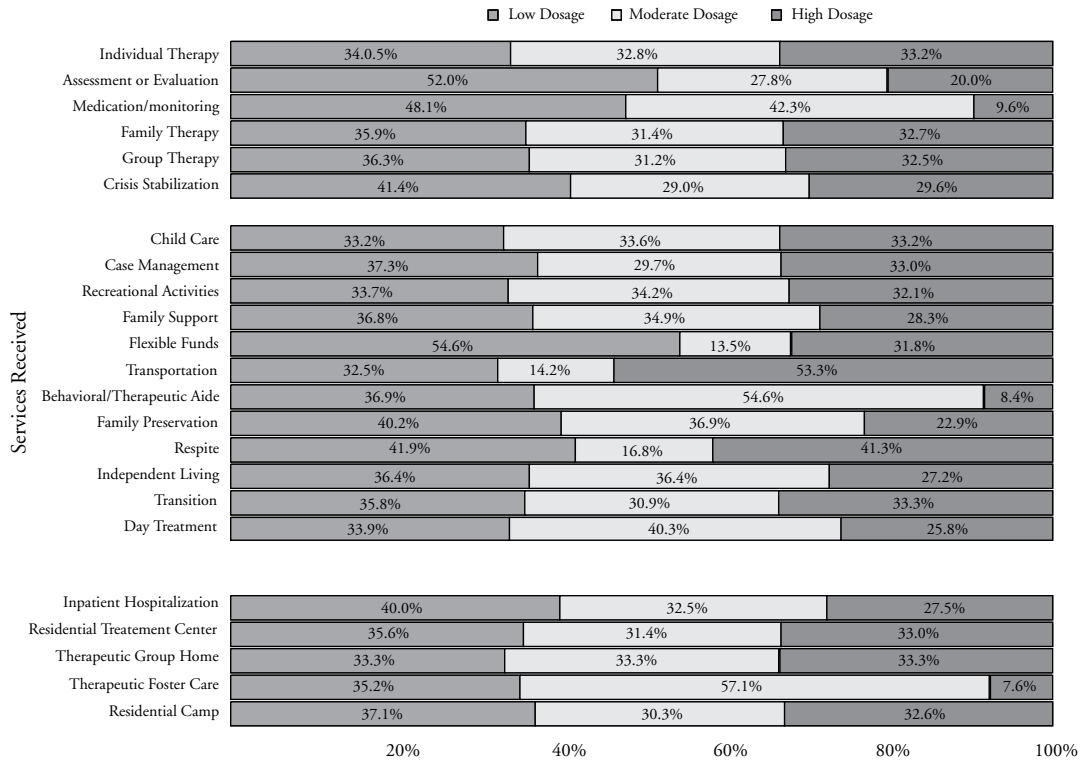 Low Dosage Moderate Dosage High Dosage
Individual Therapy 34.0.5% 32.8% 33.2%
Assessment or Evaluation 52.0% 27.8% 20.0%
Medication/monitoring 48.1% 42.3% 9.6%
Family Therapy 35.9% 31.4% 32.7%
Group Therapy 36.3% 31.2% 32.5%
Crisis Stabilization 41.4% 29.0% 29.6%
Child Care 33.2% 33.6% 33.2%
Case Management 37.3% 29.7% 33.0%
Recreational Activities 33.7% 34.2% 32.1%
Family Support 36.8% 34.9% 28.3%
Flexible Funds 54.6% 13.5% 31.8%
Transportation 32.5% 14.2% 53.3%
Behavioral/Therapeutic Aide 36.9% 54.6% 8.4%
Family Preservation 40.2% 36.9% 22.9%
Respite 41.9% 16.8% 41.3%
Independent Living 36.4% 36.4% 27.2%
Transition 35.8% 30.9% 33.3%
Day Treatment 33.9% 40.3% 25.8%
Services Received
Inpatient Hospitalization 40.0% 32.5% 27.5%
Residential Treatement Center 35.6% 31.4% 33.0%
Therapeutic Group Home 33.3% 33.3% 33.3%
Therapeutic Foster Care 35.2% 57.1% 7.6%
Residential Camp 37.1% 30.3% 32.6%
20% 40% 60% 80% 100%